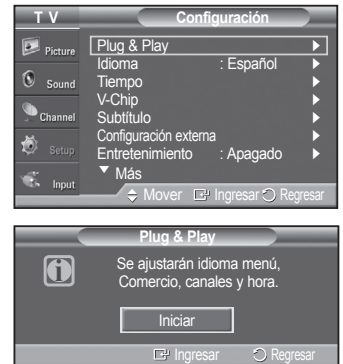 T V
Configuración
Picture
Sound
Channel
Setup
Input
Plug & Play
Idioma : Español
Tiempo
V-Chip
Subtítulo
Configuración externa
Entretenimiento : Apagado
Más
Mover Ingresar Regresar
Plug & Play
Se ajustarán idioma menú,
Comercio, canales y hora.
Iniciar
Ingresar Regresar